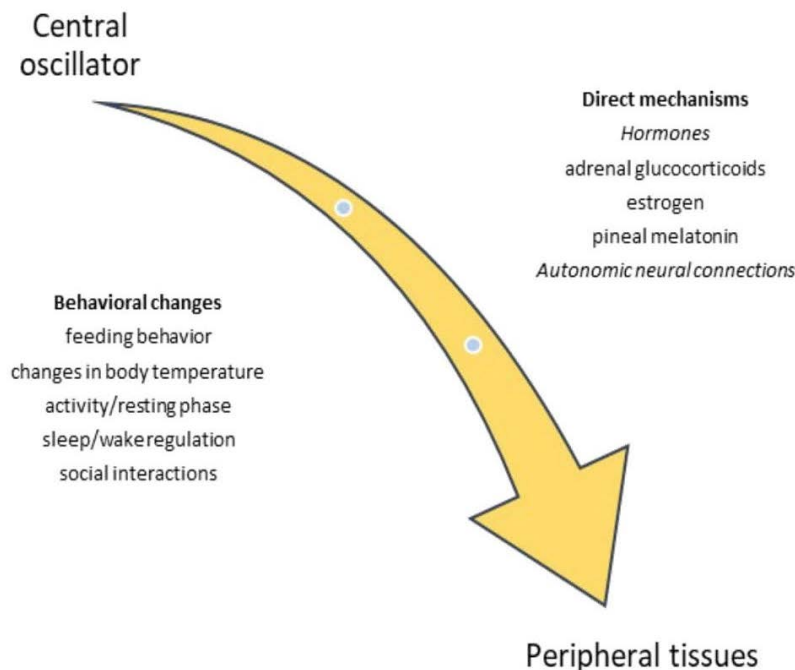 Central
oscillator
Direct mechanisms
Hormones
adrenal glucocorticoids
estrogen
pineal melatonin
Autonomic neural connections
Behavioral changes
feeding behavior
changes in body temperature
activity/resting phase
sleep/wake regulation
social interactions
Peripheral tissues